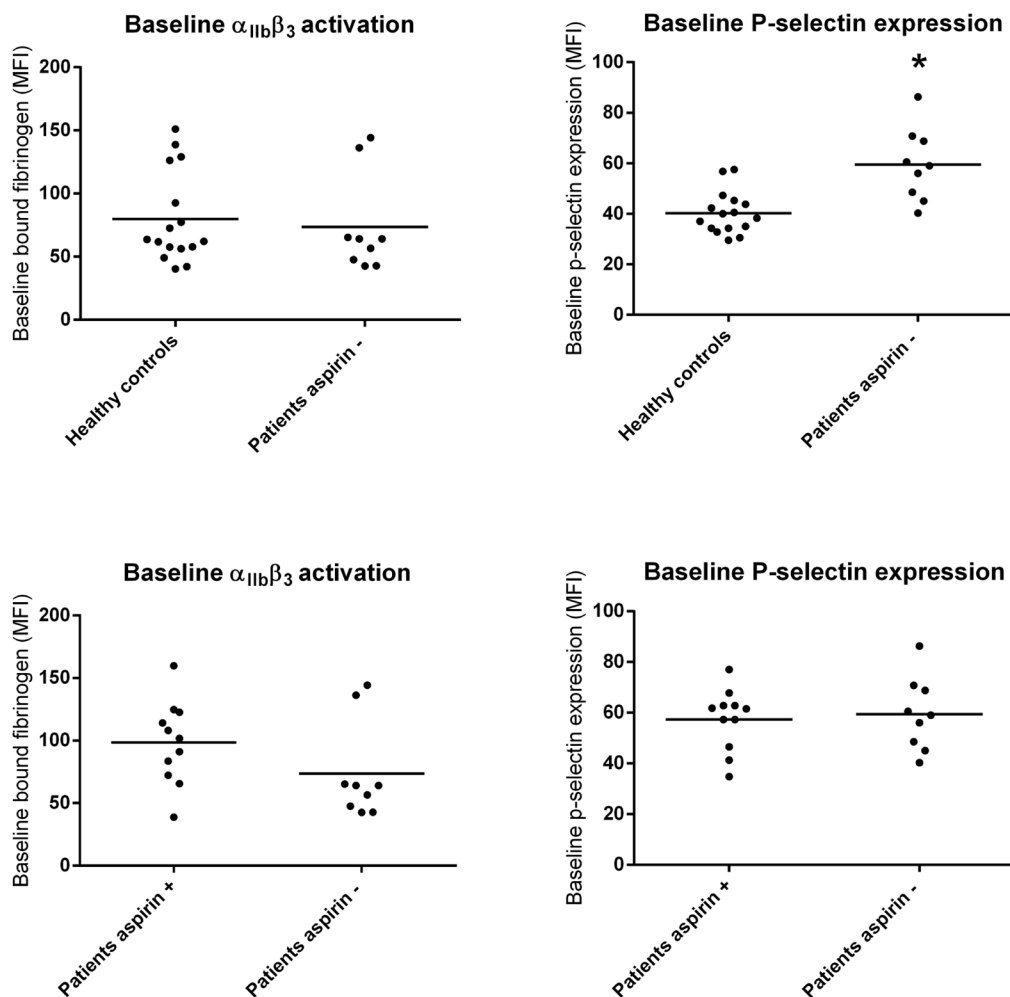 Baseline αIIbβ3 activation
Baseline bound fibrinogen (MFI)
200
150
100
50
0
Healthy controls
Patients aspirin -
Baseline P-selectin expression
Baseline p-selectin expression (MFI)
100
80
60
40
20
0
*
Healthy controls
Patients aspirin -
Baseline αIIbβ3 activation
Baseline bound fibrinogen (MFI)
200
150
100
50
0
Patients aspirin +
Patients aspirin -
Baseline P-selectin expression
Baseline p-selectin expression (MFI)
100
80
60
40
20
0
Patients aspirin +
Patients aspirin -